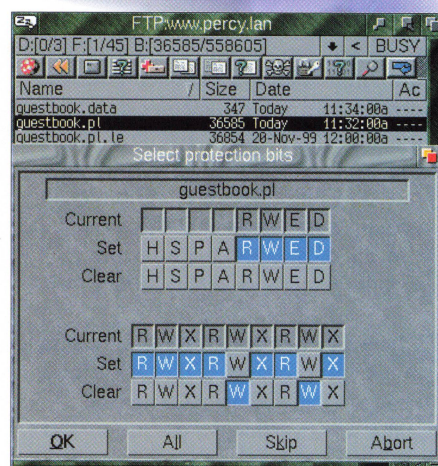 FTP:www.percy.lan
D:[0/3] F:[1/45] B:[36585/558605] < BUSY
Name / Size Date Ac
guestbook.data 347 Today 11:34:00a ----
guestbook.pl 36585 Today 11:32:00a ----
guestbook.pl.le 36854 20-Nov-99 12:00:00a ----
Select protection bits
guestbook.pl
Current R W E D
Set H S P A R W E D
Clear H S P A R W E D
Current R W X R W X R W X
Set R W X R W X R W X
Clear R W X R W X R W X
OK All Skip Abort